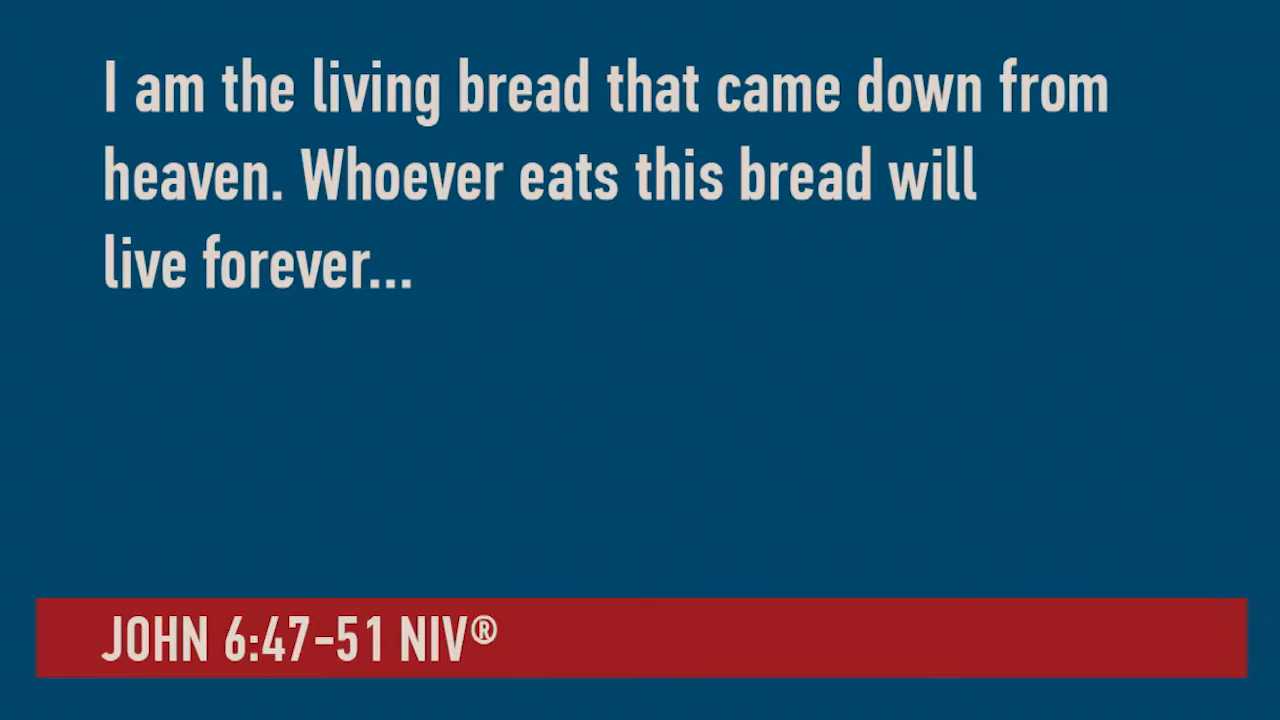 I am the living bread that came down from
heaven. Whoever eats this bread will
live forever...
JOHN 6:47-51 NIV®